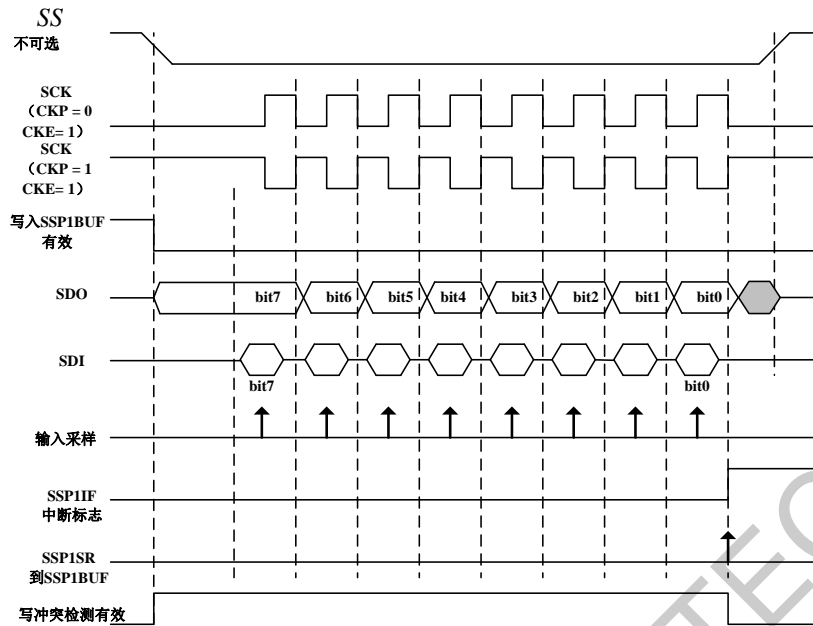 SS
不可选
SCK
（CKP = 0
CKE= 1）
SCK
（CKP = 1
CKE= 1）
写入SSP1BUF
有效
SDO
bit7 bit6 bit5 bit4 bit3 bit2 bit1 bit0
SDI
bit7 bit0
输入采样
SSP1IF
中断标志
SSP1SR
到SSP1BUF
写冲突检测有效
TEC